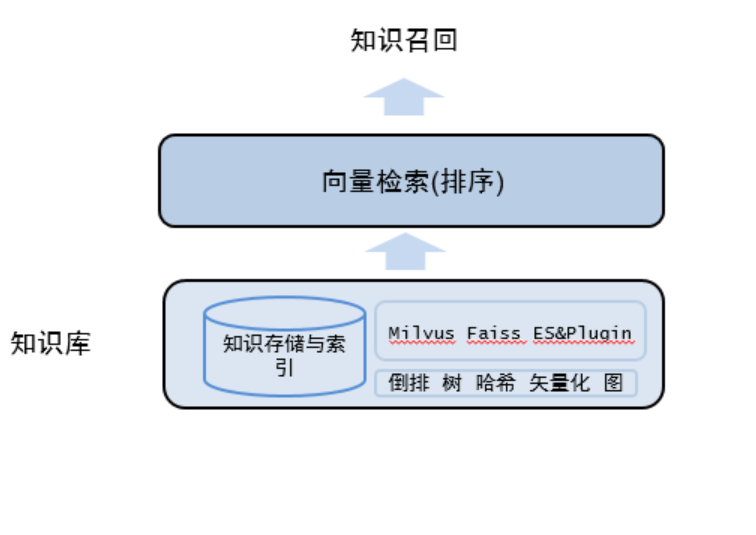 知识召回
向量检索(排序)
知识库
知识存储与索
引
Milvus Faiss ES&Plugin
倒排 树 哈希 矢量化 图